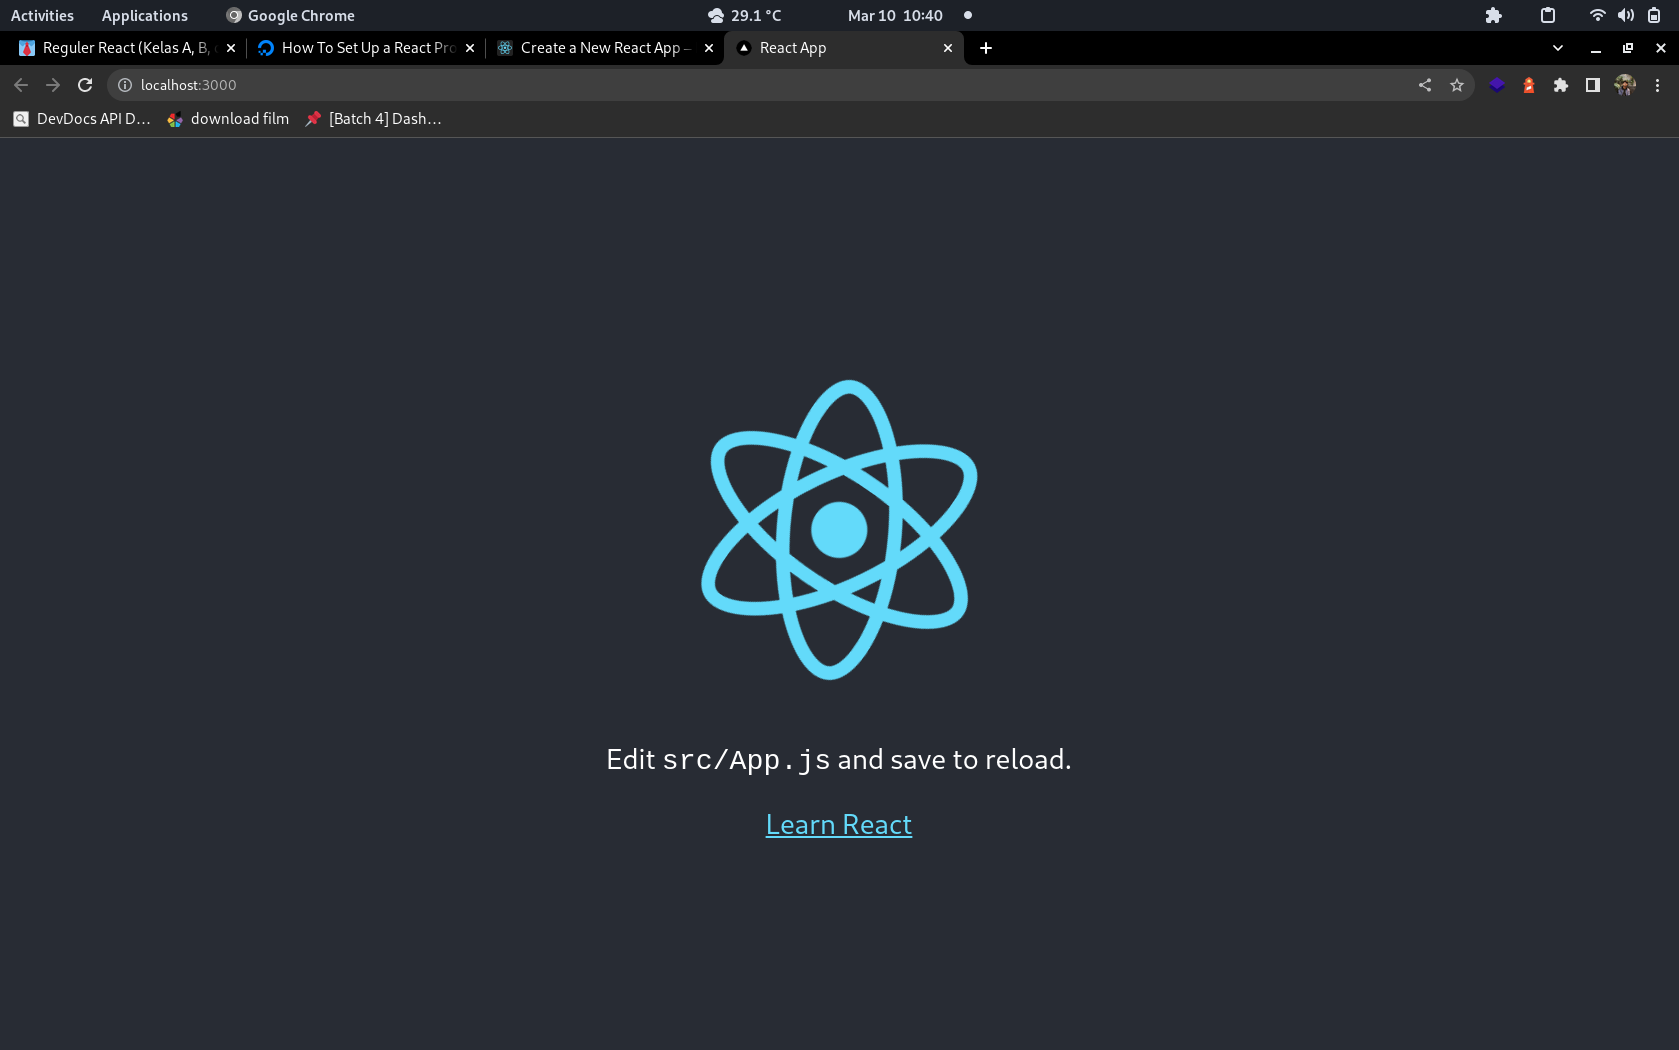 Activities Applications Google Chrome 29.1 °C Mar 10 10:40
Reguler React (Kelas A, B, How To Set Up a React Pro Create a New React App – React App
localhost:3000
DevDocs API D... download film [Batch 4] Dash...
Edit src/App.js and save to reload.
Learn React